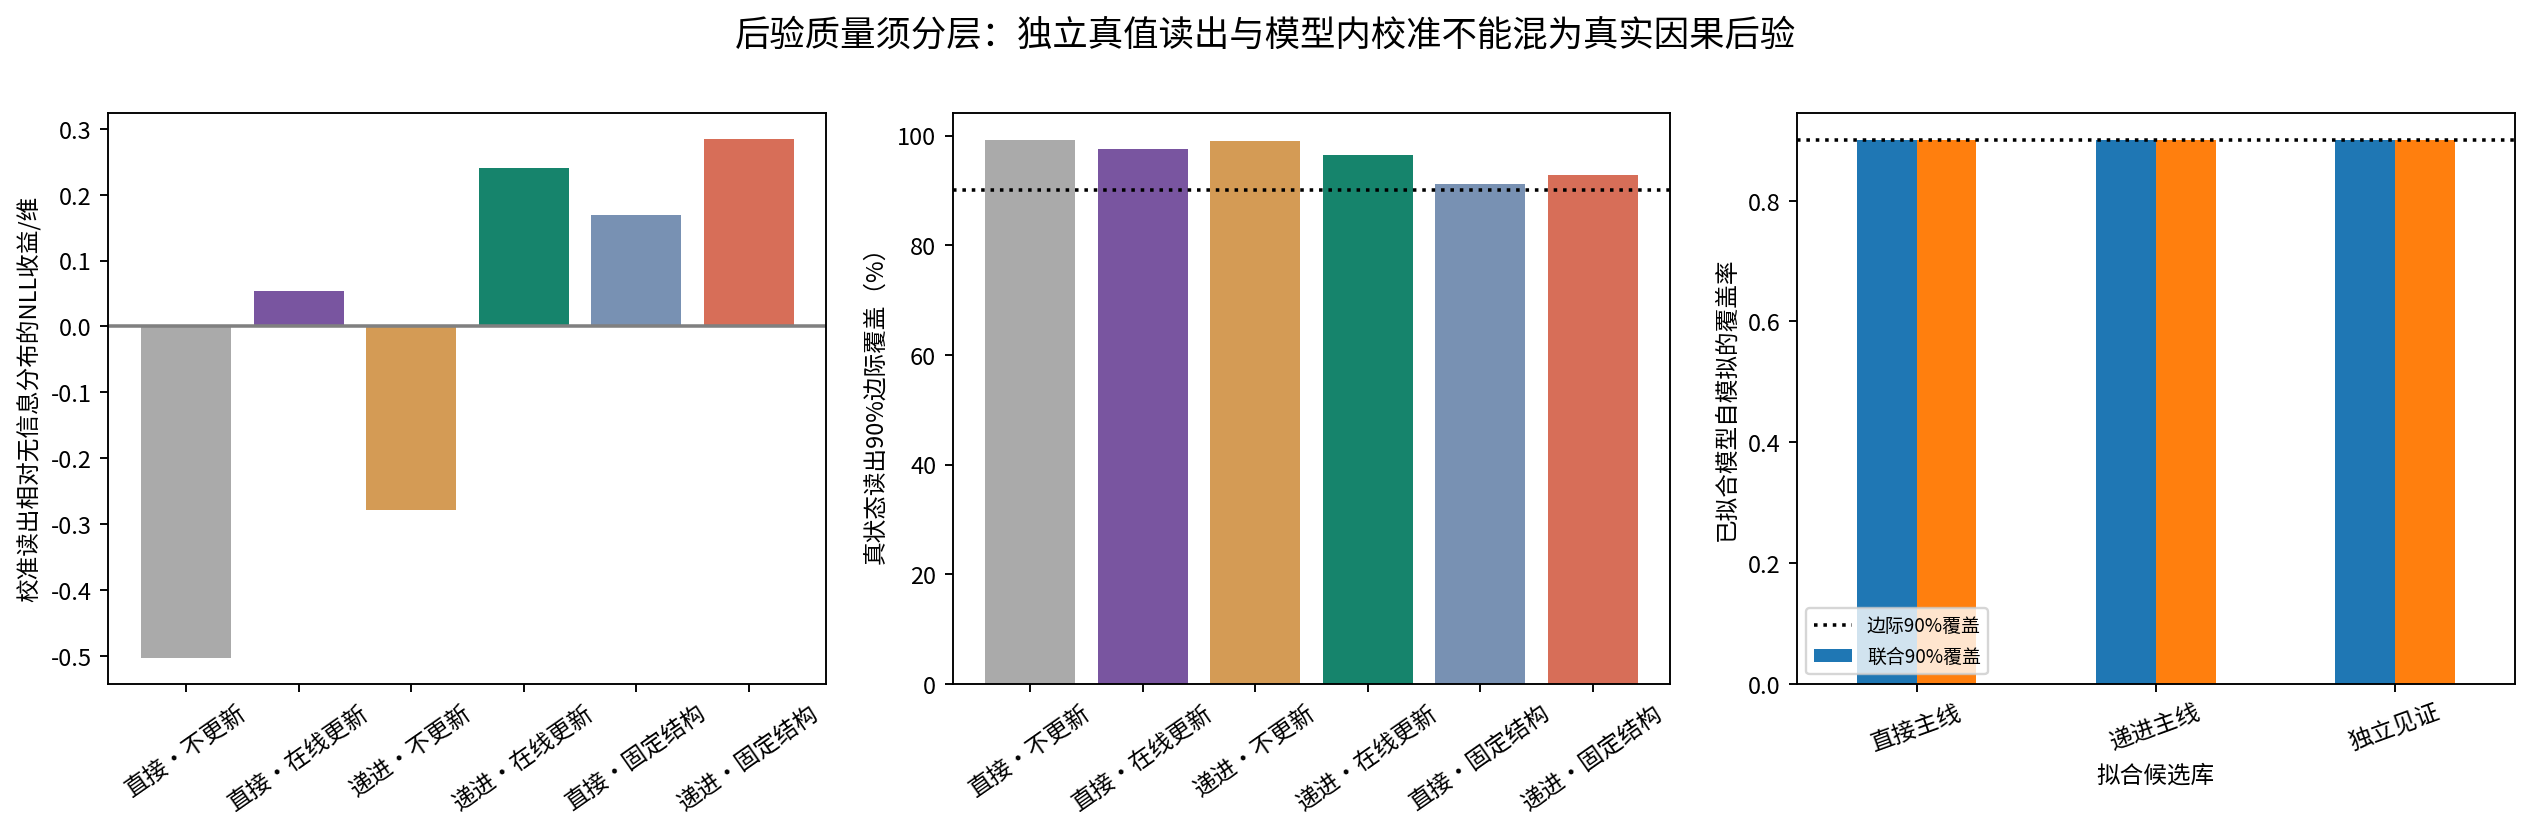 后验质量须分层：独立真值读出与模型内校准不能混为真实因果后验
校准读出相对无信息分布的NLL收益/维
0.3
0.2
0.1
0.0
-0.1
-0.2
-0.3
-0.4
-0.5
直接·不更新
直接·在线更新
递进·不更新
递进·在线更新
直接·固定结构
递进·固定结构
真状态读出90%边际覆盖（%）
100
80
60
40
20
0
直接·不更新
直接·在线更新
递进·不更新
递进·在线更新
直接·固定结构
递进·固定结构
已拟合模型自模拟的覆盖率
0.8
0.6
0.4
0.2
0.0
边际90%覆盖
联合90%覆盖
直接主线
递进主线
独立见证
拟合候选库